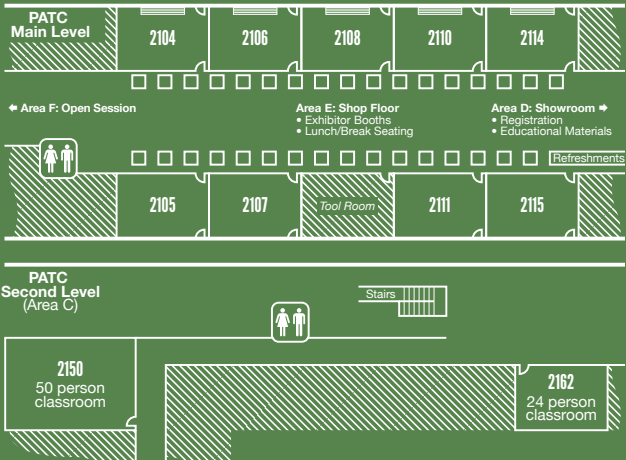 PATC
Main Level
2104
2106
2108
2110
2114
Area F: Open Session
Area E: Shop Floor
• Exhibitor Booths
• Lunch/Break Seating
Area D: Showroom
• Registration
• Educational Materials
Refreshments
2105
2107
Tool Room
2111
2115
PATC
Second Level
(Area C)
Stairs
2150
50 person
classroom
2162
24 person
classroom